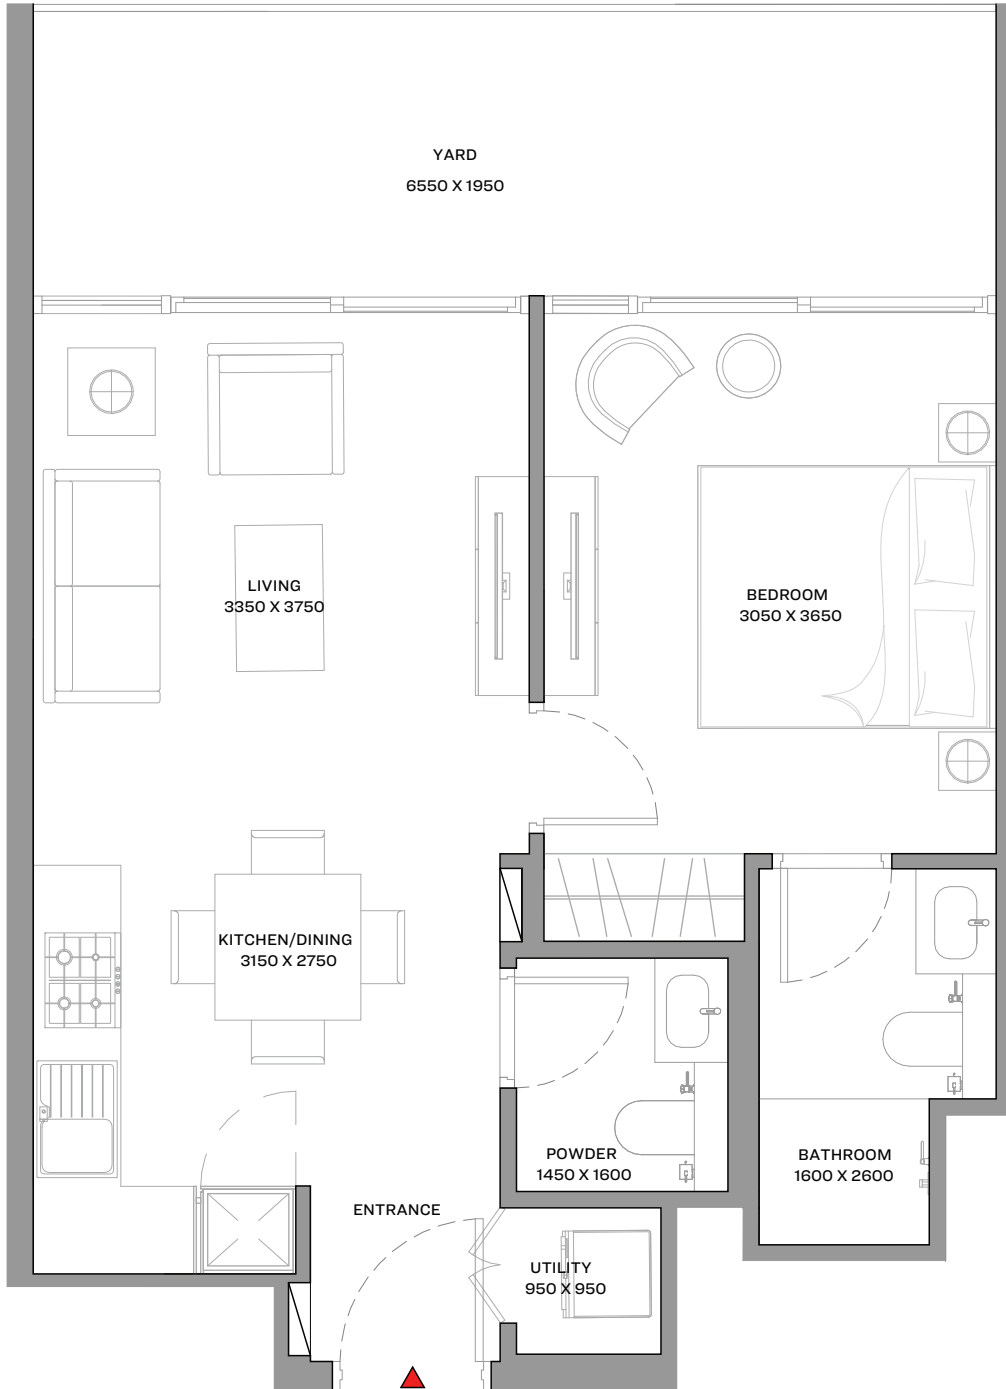 YARD
6550 X 1950
LIVING
3350 X 3750
BEDROOM
3050 X 3650
KITCHEN/DINING
3150 X 2750
POWDER
1450 X 1600
BATHROOM
1600 X 2600
ENTRANCE
UTILITY
950 X 950